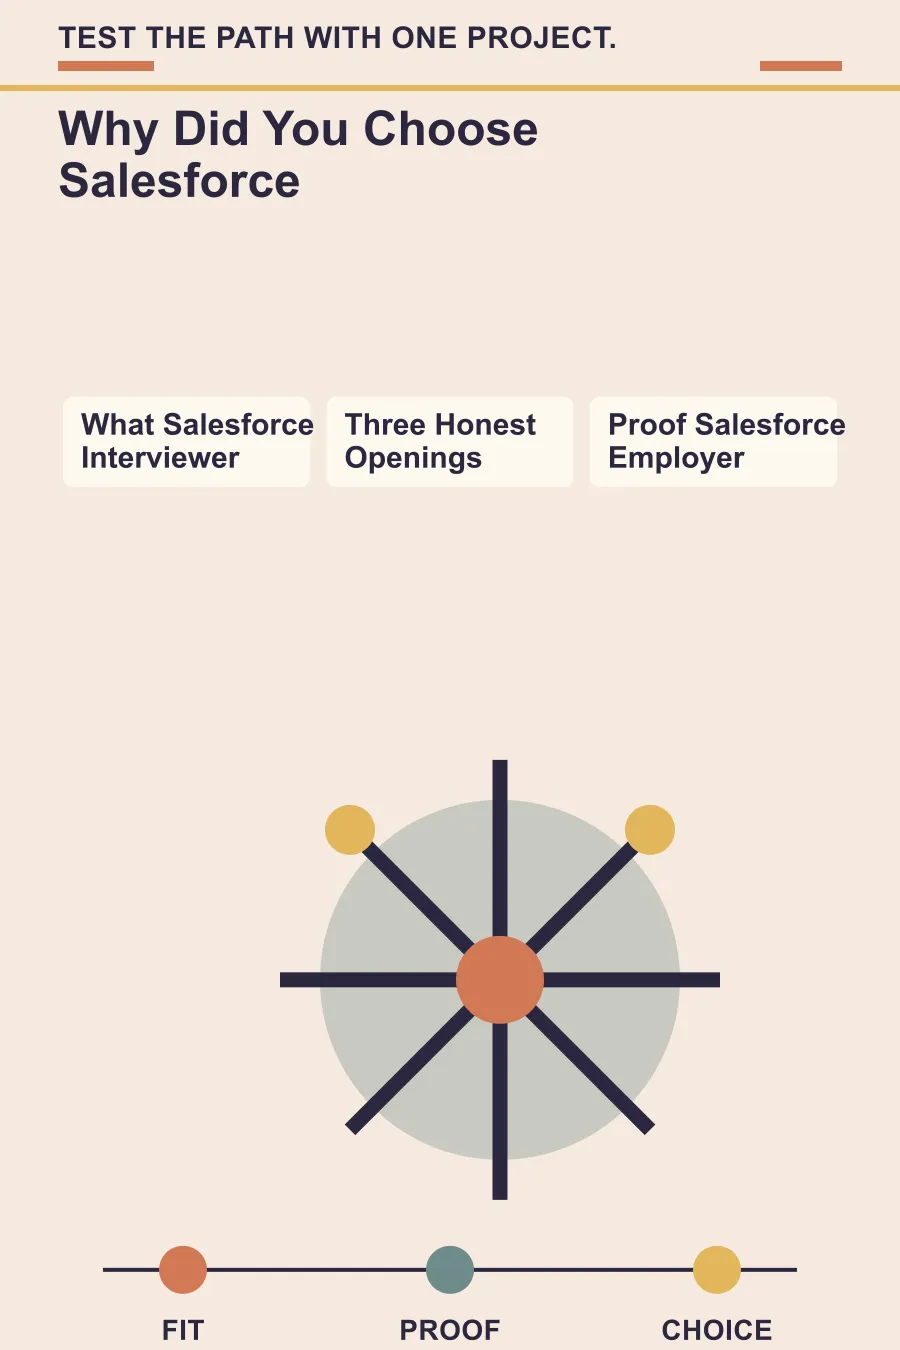 TEST THE PATH WITH ONE PROJECT.
Why Did You Choose
Salesforce
What Salesforce
Interviewer
Three Honest
Openings
Proof Salesforce
Employer
FIT
PROOF
CHOICE